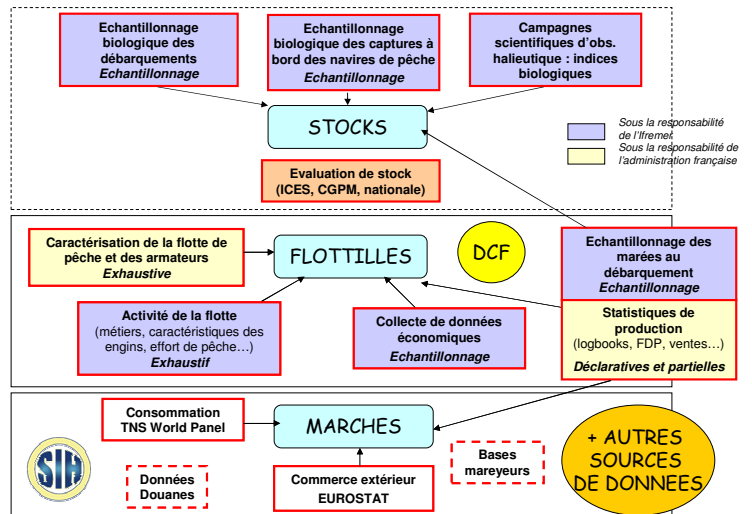 Echantillonnage
biologique des
débarquements
Echantillonnage
Echantillonnage
biologique des captures à
bord des navires de pêche
Echantillonnage
Campagnes
scientifiques d'obs.
halieutique : indices
biologiques
STOCKS
Sous la responsabilité
de l'Ifremer
Sous la responsabilité de
l'administration française
Evaluation de stock
(ICES, CGPM, nationale)
Caractérisation de la flotte de
pêche et des armateurs
Exhaustive
FLOTTILLES
DCF
Echantillonnage des
marées au
débarquement
Echantillonnage
Activité de la flotte
(métiers, caractéristiques des
engins, effort de pêche…)
Exhaustif
Collecte de données
économiques
Echantillonnage
Statistiques de
production
(logbooks, FDP, ventes…)
Déclaratives et partielles
Consommation
TNS World Panel
MARCHES
+ AUTRES
SOURCES
DE DONNEES
SIH
Données
Douanes
Commerce extérieur
EUROSTAT
Bases
mareyeurs